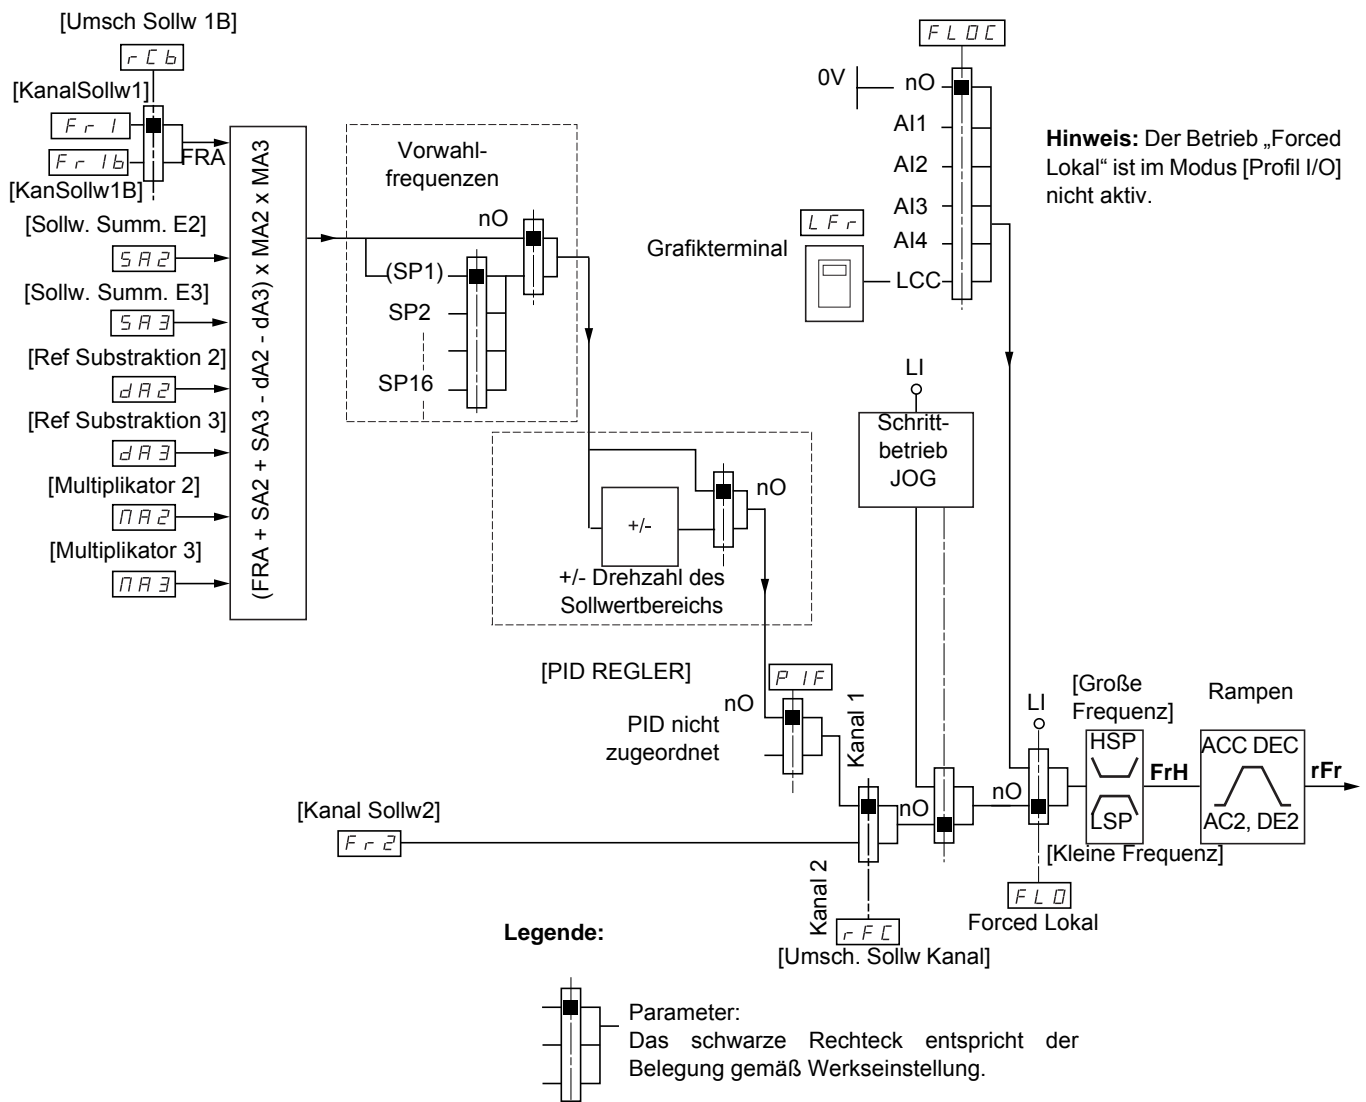 [Umsch Sollw 1B]
rCb
[KanalSollw1]
Fr1
Fr1b
[KanSollw1B]
FRA
[Sollw. Summ. E2]
SA2
[Sollw. Summ. E3]
SA3
[Ref Substraktion 2]
dA2
[Ref Substraktion 3]
dA3
[Multiplikator 2]
MA2
[Multiplikator 3]
MA3
(FRA + SA2 + SA3 - dA2 - dA3) x MA2 x MA3
Vorwahl-
frequenzen
nO
(SP1)
SP2
SP16
+/-
nO
+/- Drehzahl des
Sollwertbereichs
FLOC
0V
nO
AI1
AI2
AI3
AI4
LCC
LFr
Grafikterminal
Hinweis: Der Betrieb „Forced
Lokal“ ist im Modus [Profil I/O]
nicht aktiv.
LI
Schritt-
betrieb
JOG
[PID REGLER]
PIF
nO
PID nicht
zugeordnet
Kanal 1
[Kanal Sollw2]
Fr2
Kanal 2
rFC
[Umsch. Sollw Kanal]
nO
nO
LI
FLO
Forced Lokal
[Große
Frequenz]
HSP
LSP
[Kleine Frequenz]
FrH
Rampen
ACC DEC
AC2, DE2
rFr
Legende:
Parameter:
Das schwarze Rechteck entspricht der
Belegung gemäß Werkseinstellung.